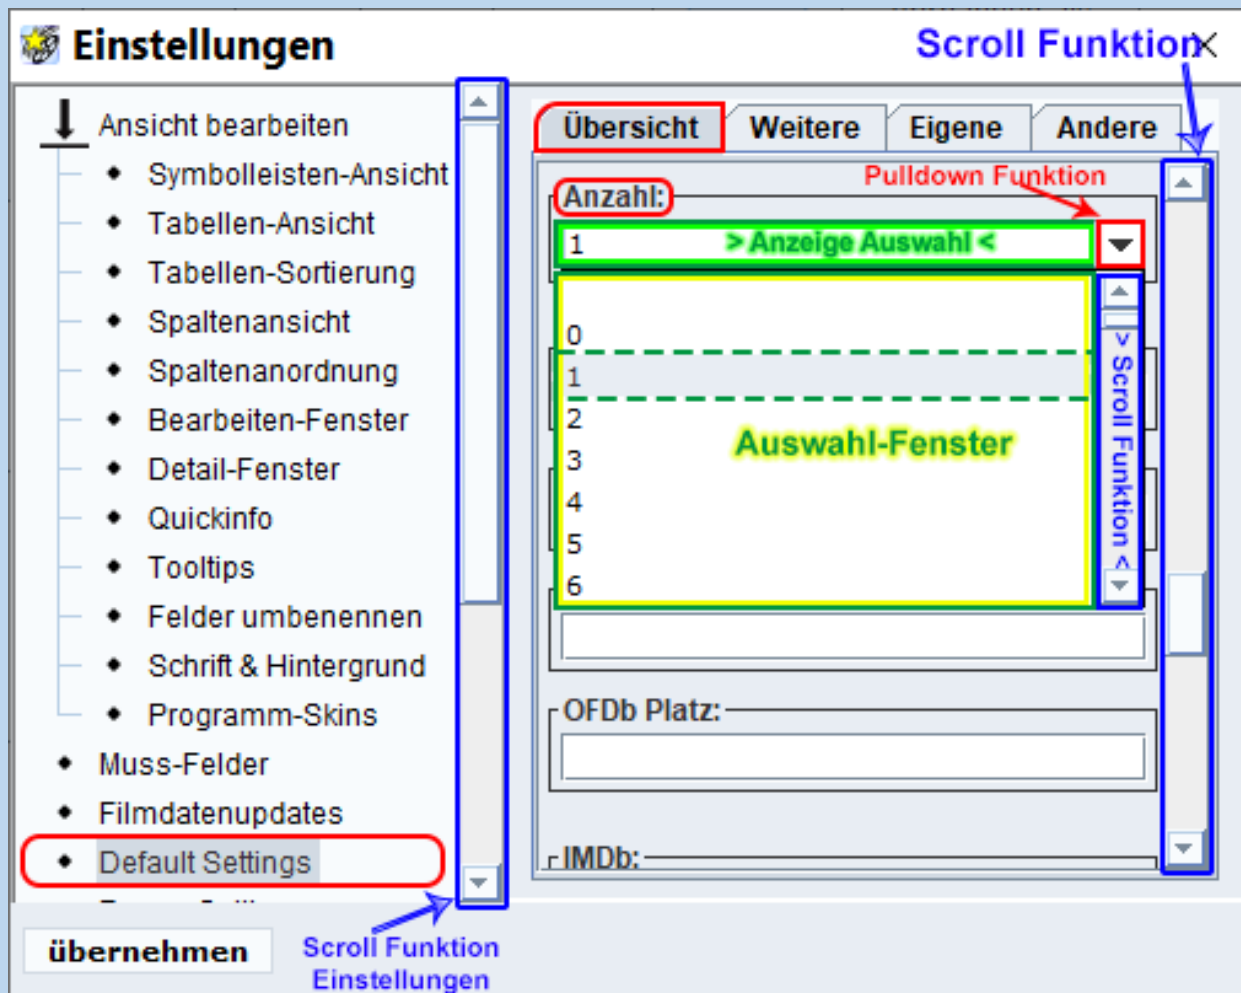 Einstellungen
Scroll Funktion
Ansicht bearbeiten
Symbolleisten-Ansicht
Tabellen-Ansicht
Tabellen-Sortierung
Spaltenansicht
Spaltenanordnung
Bearbeiten-Fenster
Detail-Fenster
Quickinfo
Tooltips
Felder umbenennen
Schrift & Hintergrund
Programm-Skins
Muss-Felder
Filmdatenupdates
Default Settings
übernehmen
Scroll Funktion
Einstellungen
Übersicht Weitere Eigene Andere
Pulldown Funktion
Anzahl:
1 > Anzeige Auswahl <
0
1
2
3
4
5
6
Auswahl-Fenster
> Scroll Funktion <
OFDb Platz:
IMDb: